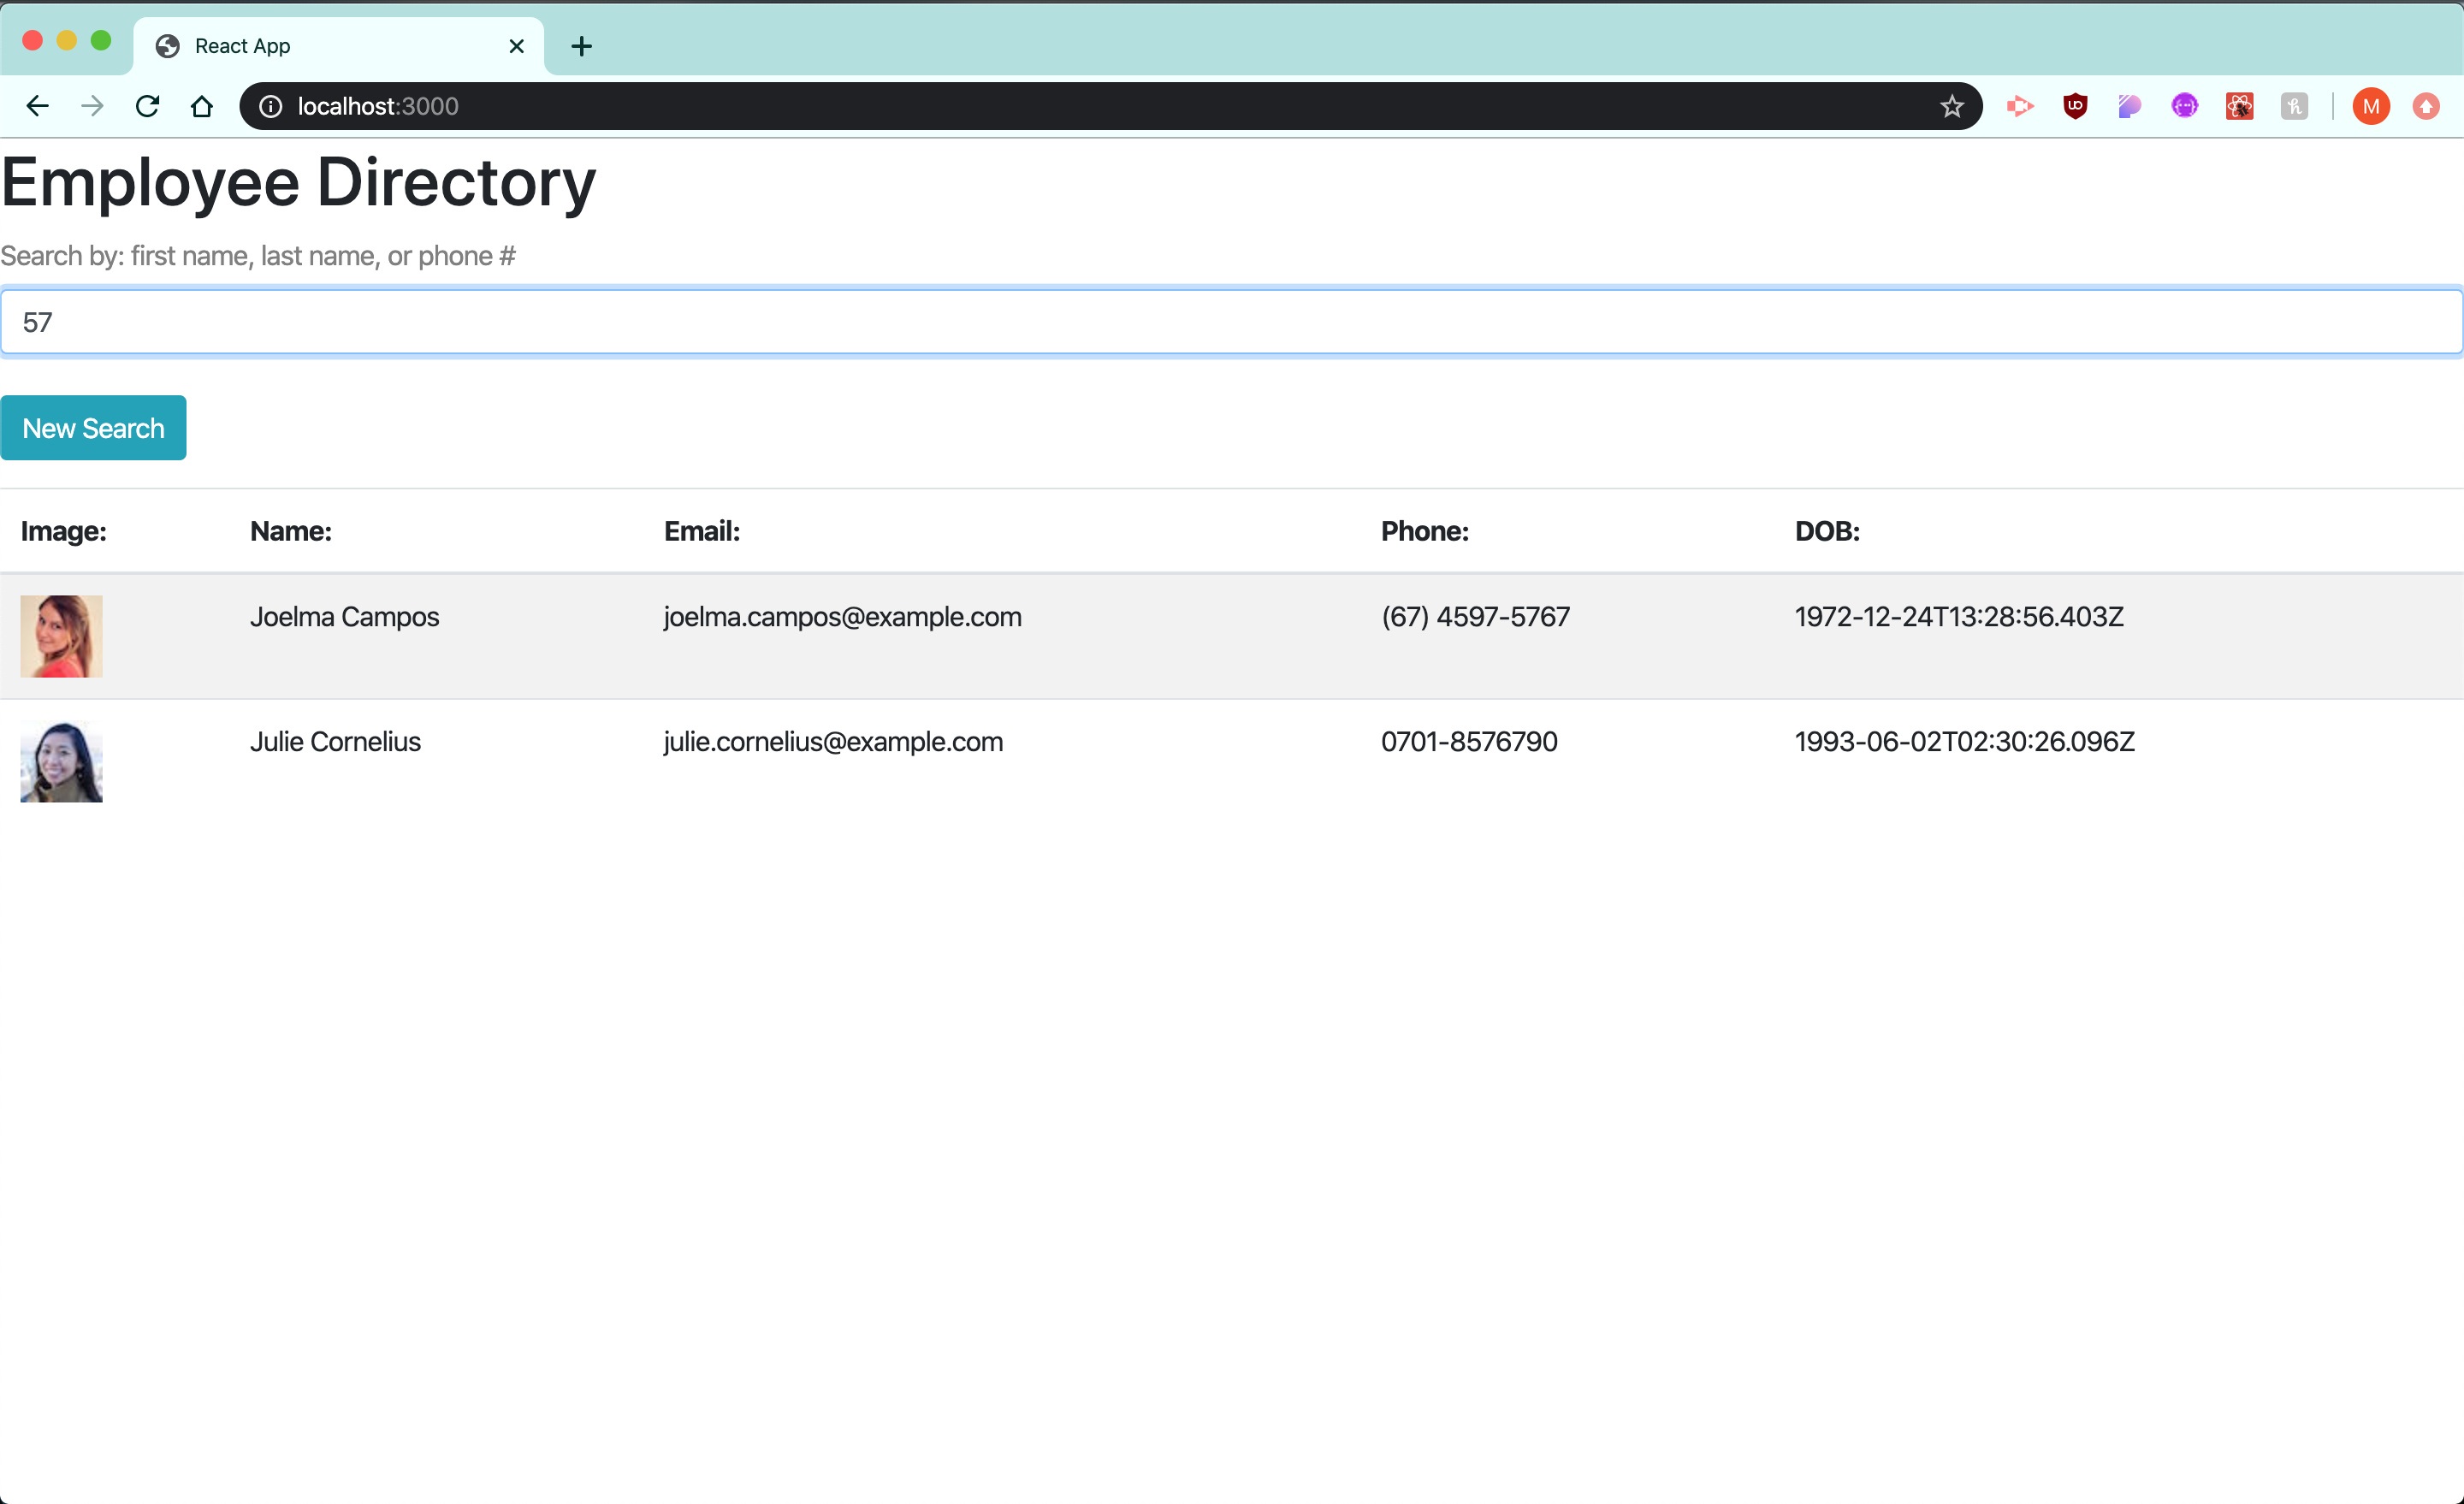 React App
localhost:3000
M
Employee Directory
Search by: first name, last name, or phone #
57
New Search
Image: Name: Email: Phone: DOB:
Joelma Campos joelma.campos@example.com (67) 4597-5767 1972-12-24T13:28:56.403Z
Julie Cornelius julie.cornelius@example.com 0701-8576790 1993-06-02T02:30:26.096Z